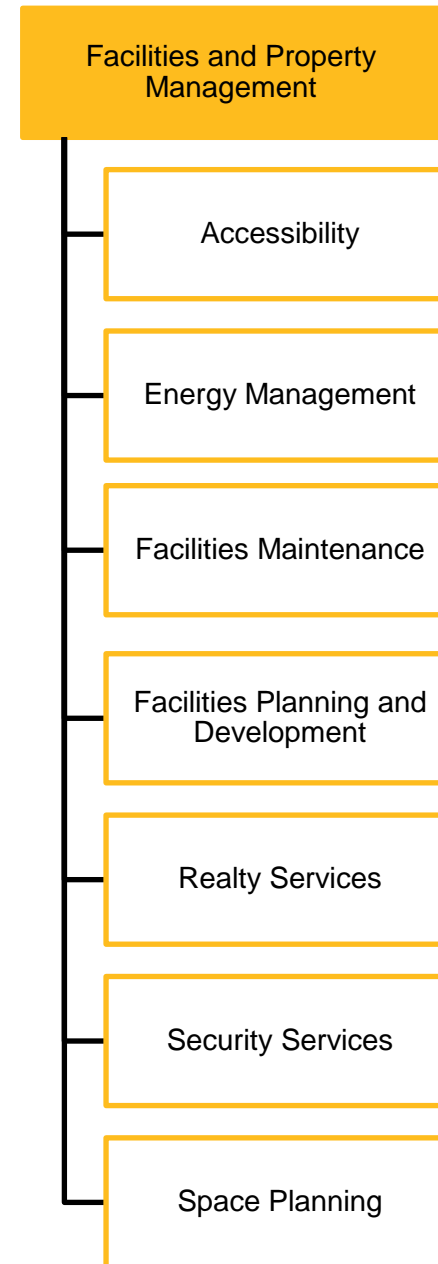 Facilities and Property
Management
Accessibility
Energy Management
Facilities Maintenance
Facilities Planning and
Development
Realty Services
Security Services
Space Planning